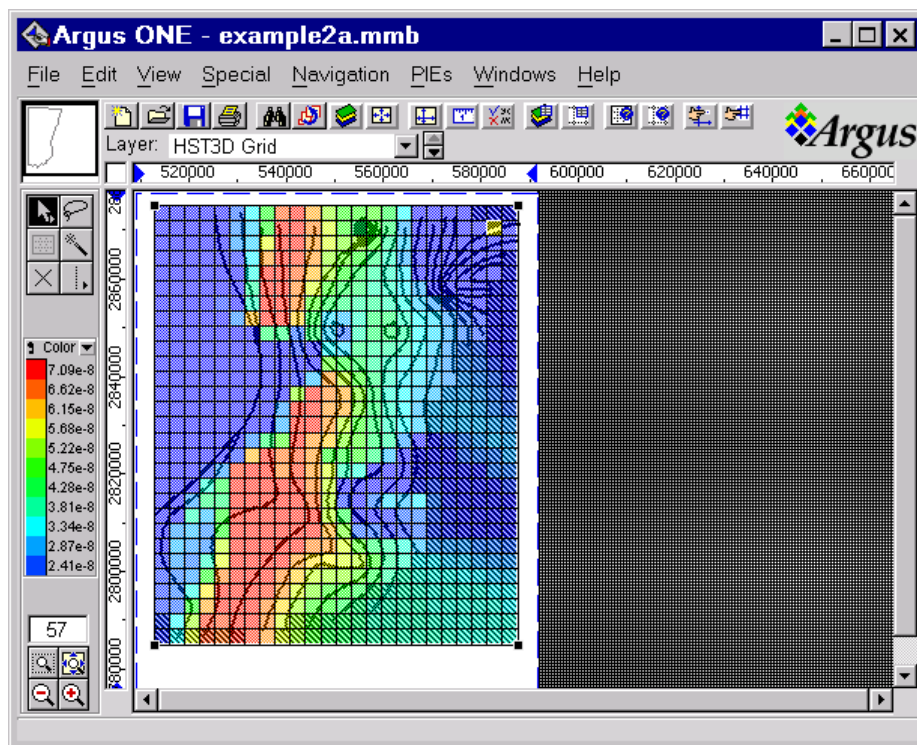 Argus ONE - example2a.mmb
File Edit View Special Navigation PIEs Windows Help
Layer: HST3D Grid
Argus
520000 540000 560000 580000 600000 620000 640000
2860000
2840000
2820000
2800000
Color
7.09e-8
6.62e-8
6.15e-8
5.68e-8
5.22e-8
4.75e-8
4.28e-8
3.81e-8
3.34e-8
2.87e-8
2.41e-8
57